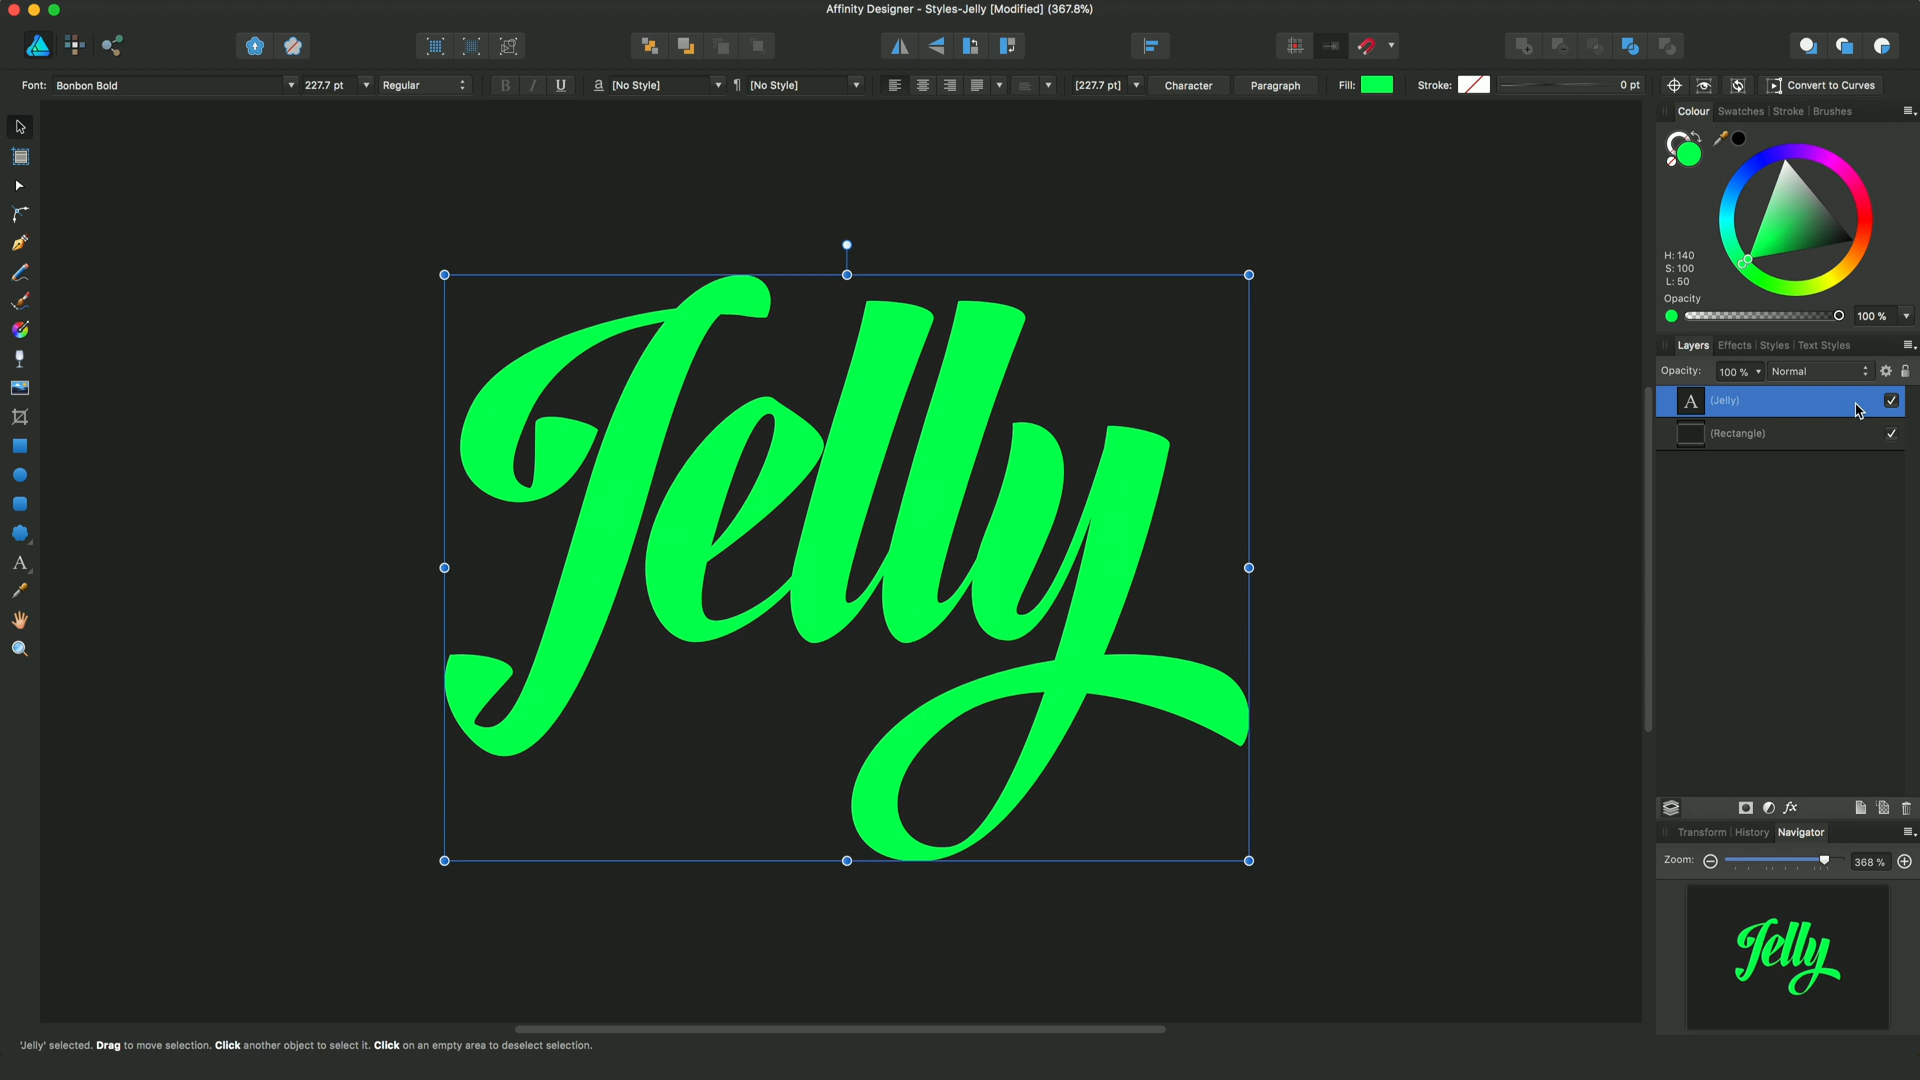 Affinity Designer - Styles-Jelly [Modified] (367.8%)
Font: Bonbon Bold 227.7 pt Regular B I U a [No Style] ¶ [No Style] [227.7 pt] Character Paragraph Fill: Stroke: 0 pt Convert to Curves
Colour Swatches Stroke Brushes
H: 140
S: 100
L: 50
Opacity
100 %
Layers Effects Styles Text Styles
Opacity: 100 % Normal
A (Jelly)
(Rectangle)
fx
Transform History Navigator
Zoom: 368 %
Jelly
Jelly
A
'Jelly' selected. Drag to move selection. Click another object to select it. Click on an empty area to deselect selection.